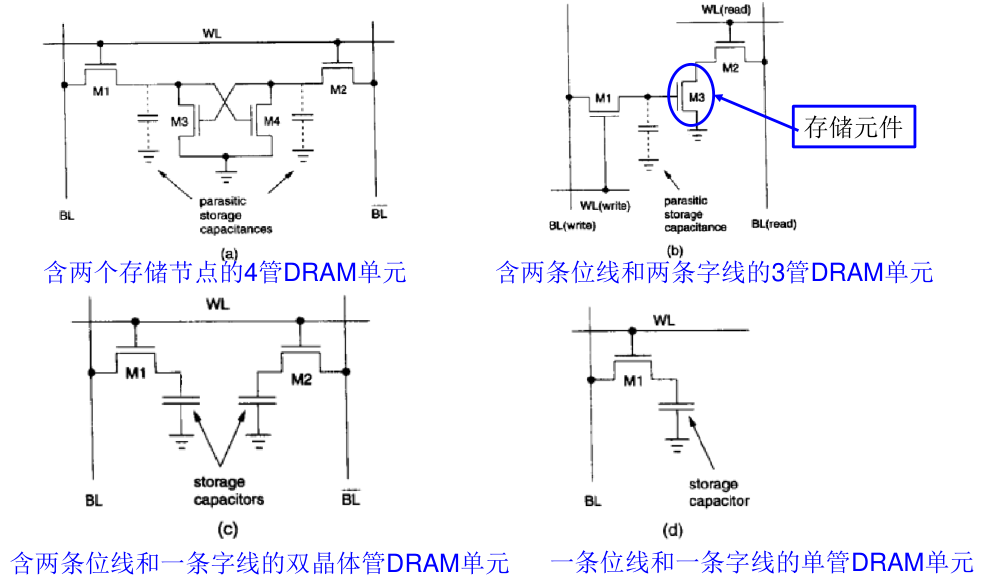 WL
M1
M2
M3
M4
parasitic
storage
capacitances
BL
B̅L̅
(a)
含两个存储节点的4管DRAM单元
WL(read)
M2
M1
M3
存储元件
WL(write)
parasitic
storage
capacitance
BL(write)
BL(read)
(b)
含两条位线和两条字线的3管DRAM单元
WL
M1
M2
storage
capacitors
BL
B̅L̅
(c)
含两条位线和一条字线的双晶体管DRAM单元
WL
M1
storage
capacitor
BL
(d)
一条位线和一条字线的单管DRAM单元